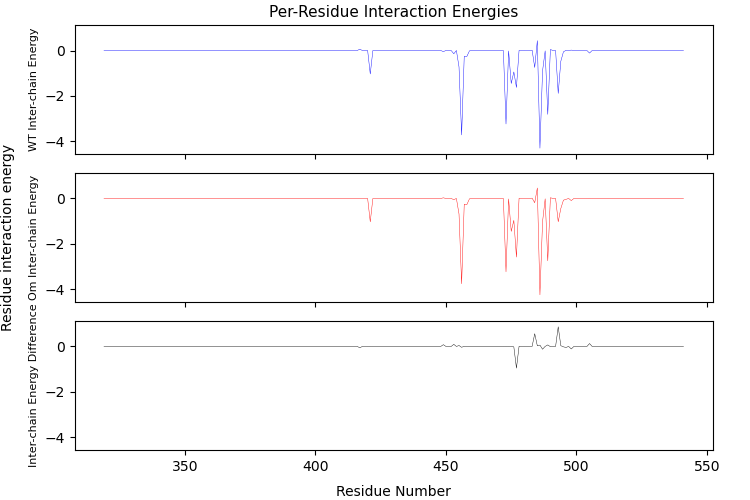 Per-Residue Interaction Energies
Residue interaction energy
WT Inter-chain Energy
0
−2
−4
Om Inter-chain Energy
0
−2
−4
Inter-chain Energy Difference
0
−2
−4
350
400
450
500
550
Residue Number